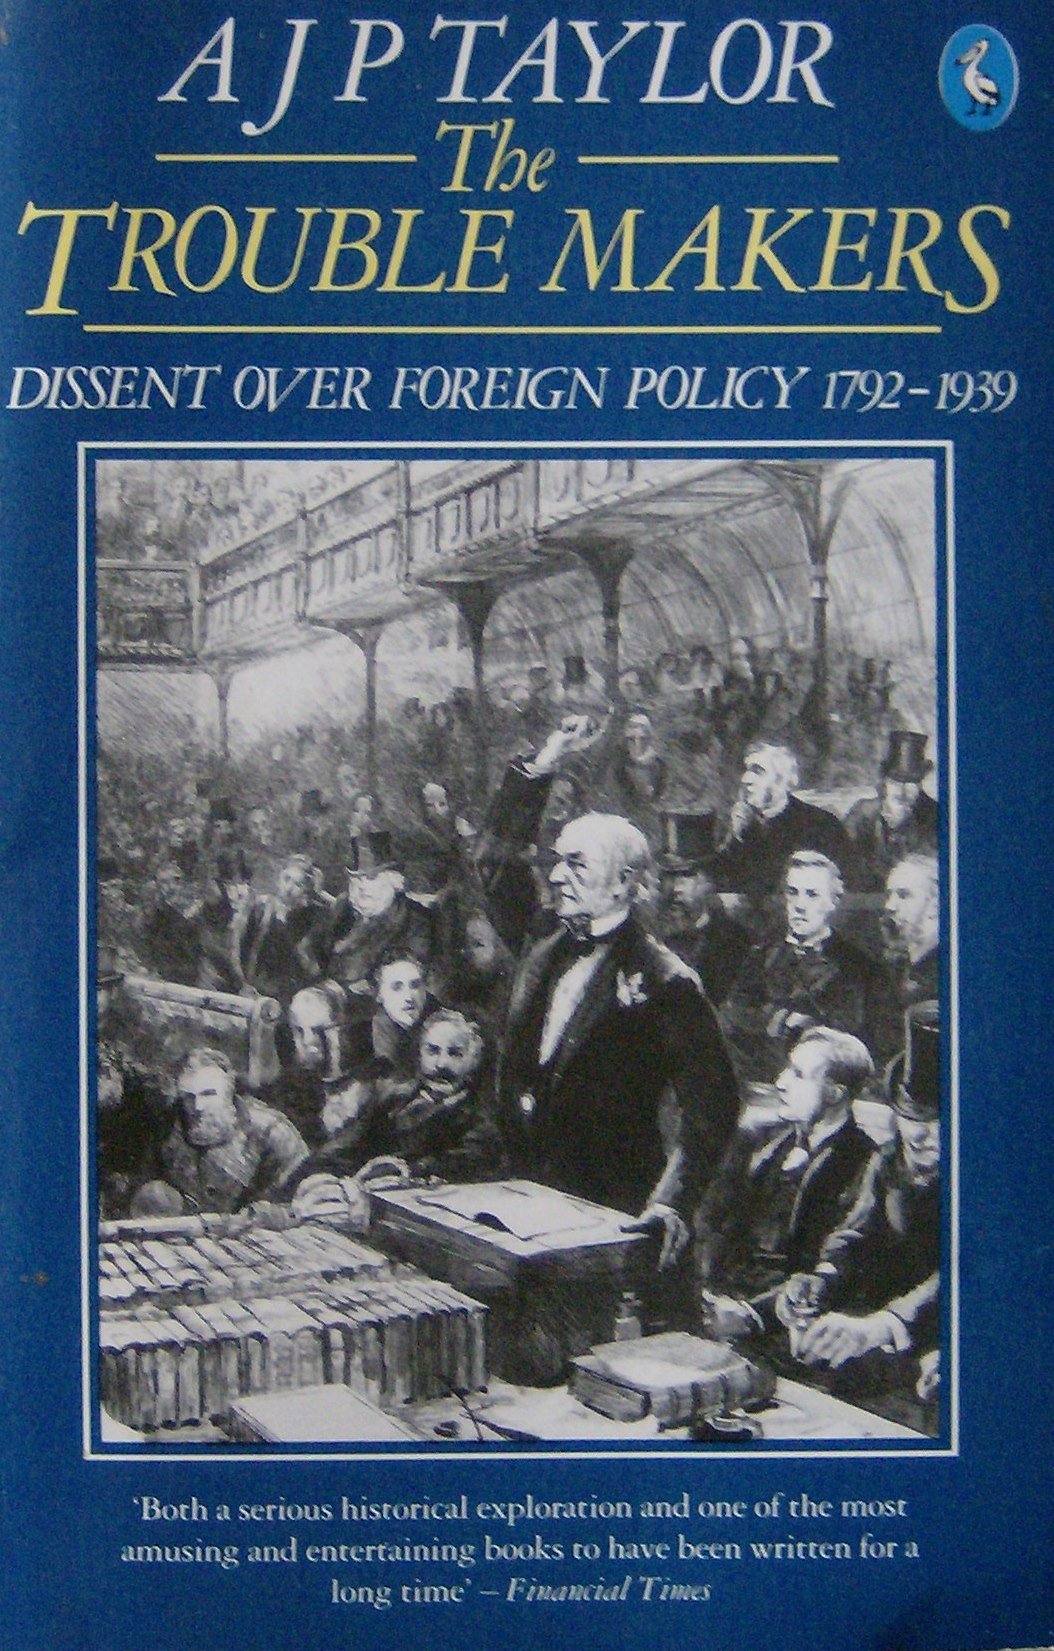 A J P TAYLOR
The
TROUBLE MAKERS
DISSENT OVER FOREIGN POLICY 1792–1939
'Both a serious historical exploration and one of the most
amusing and entertaining books to have been written for a
long time' – Financial Times